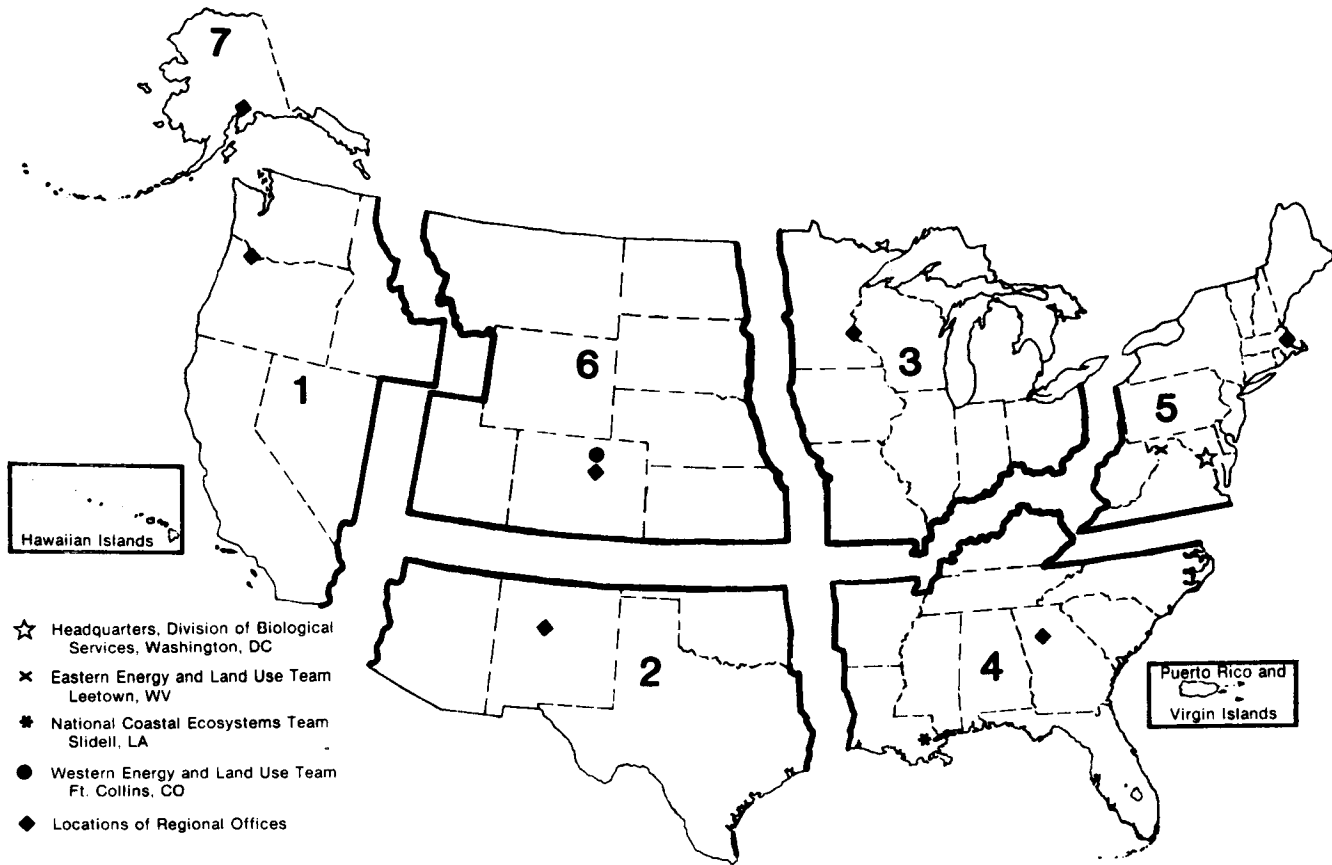 7
6
3
1
5
Hawaiian Islands
2
4
Puerto Rico and
Virgin Islands
Headquarters, Division of Biological
Services, Washington, DC
Eastern Energy and Land Use Team
Leetown, WV
National Coastal Ecosystems Team
Slidell, LA
Western Energy and Land Use Team
Ft. Collins, CO
Locations of Regional Offices